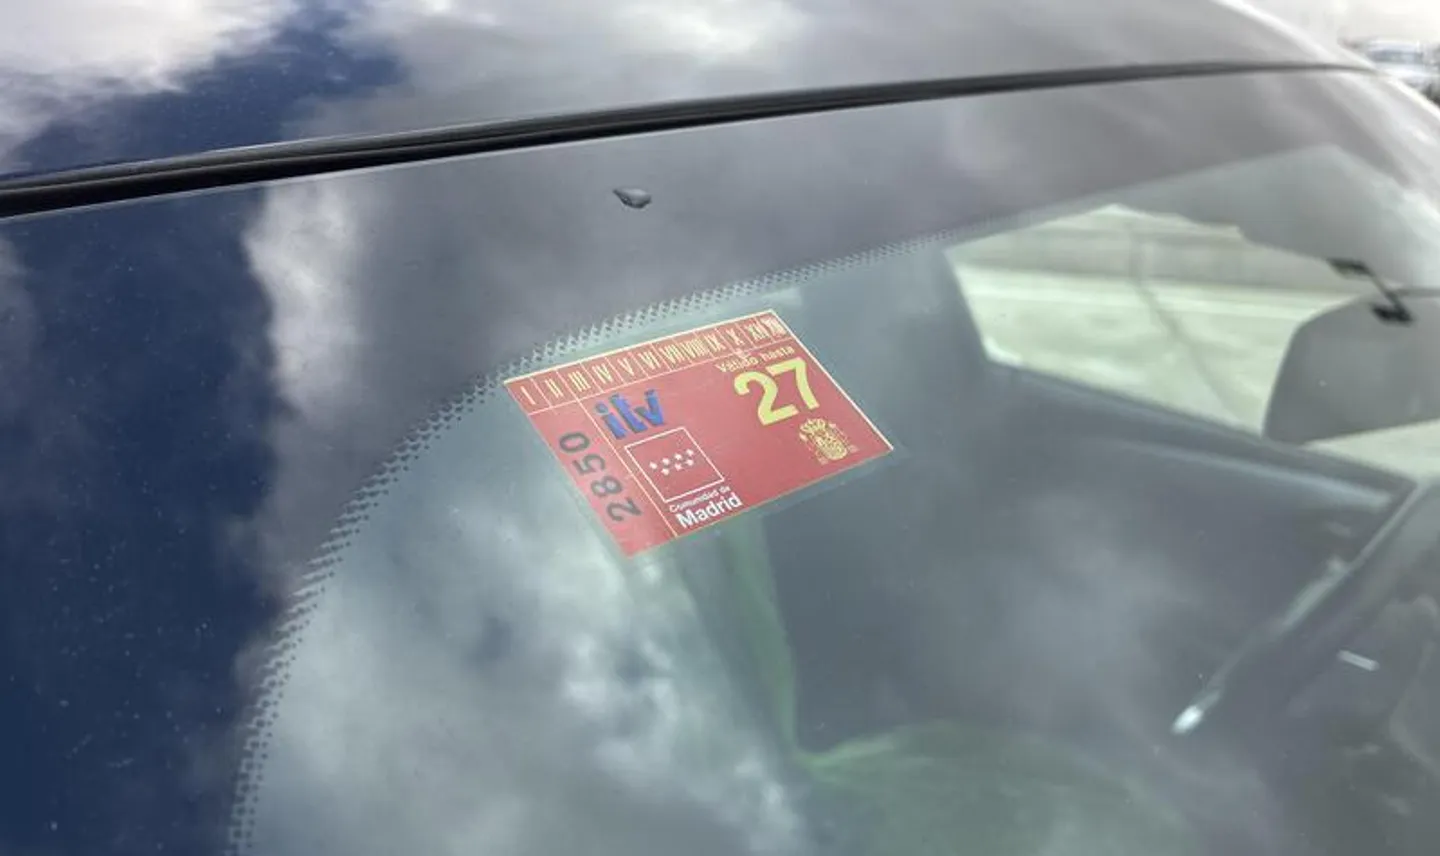 I II III IV V VI VII VIII IX X XI XII
Válido hasta
27
itv
2850
Comunidad de
Madrid